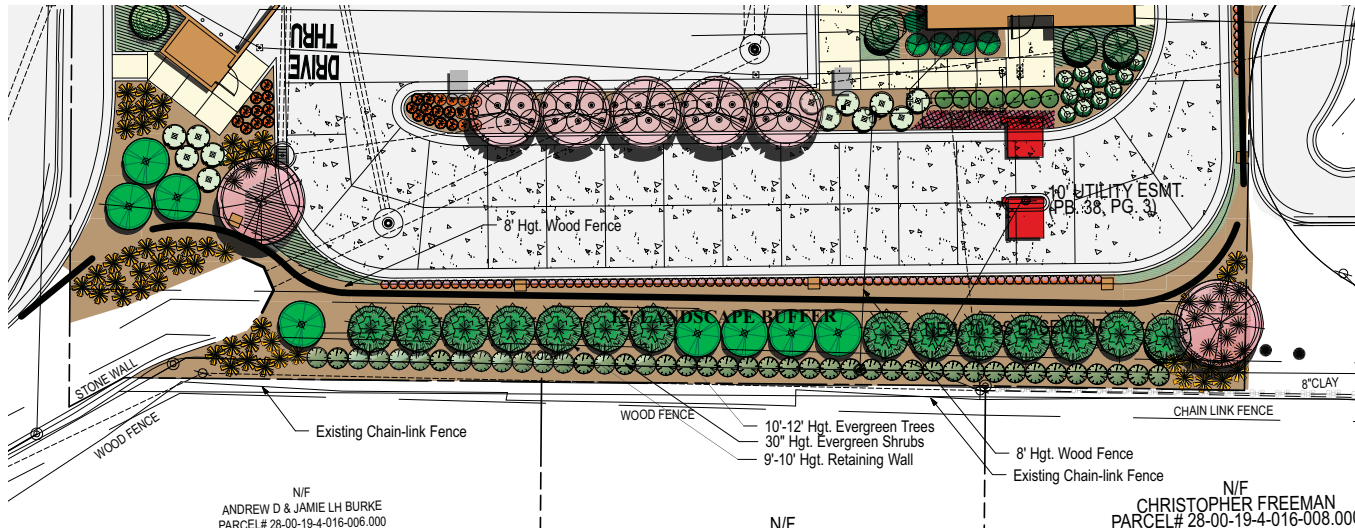 DRIVE
THRU
10' UTILITY ESMT.
(PB. 38, PG. 3)
8' Hgt. Wood Fence
15' LANDSCAPE BUFFER
EASEMENT
STONE WALL
WOOD FENCE
Existing Chain-link Fence
WOOD FENCE
10'-12' Hgt. Evergreen Trees
30" Hgt. Evergreen Shrubs
9'-10' Hgt. Retaining Wall
8' Hgt. Wood Fence
Existing Chain-link Fence
8"CLAY
CHAIN LINK FENCE
N/F
ANDREW D & JAMIE LH BURKE
PARCEL# 28-00-19-4-016-006.000
N/F
N/F
CHRISTOPHER FREEMAN
PARCEL# 28-00-19-4-016-008.000